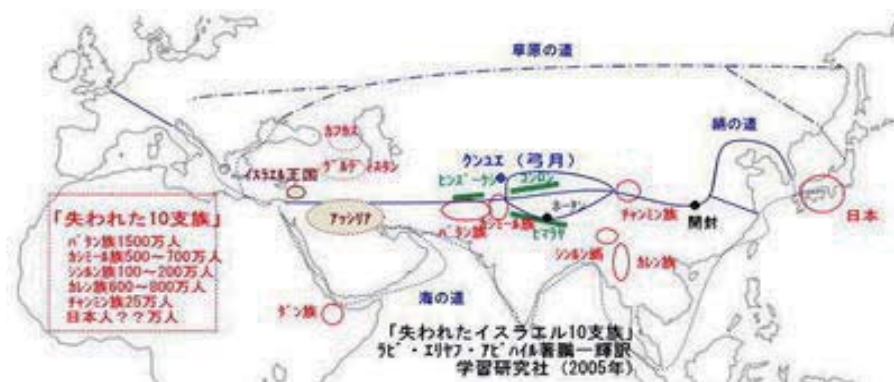 草原の道
絹の道
カフカス
クンユエ(弓月)
イスラエル王国
クルディスタン
ヒンズークシ
コンロン
ホータン
アッシリア
パタン族
カシミール族
ヒマラヤ
チャンミン族
開封
日本
シンルン族
カレン族
海の道
ダン族
「失われた10支族」
パタン族1500万人
カシミール族500~700万人
シンルン族100~200万人
カレン族600~800万人
チャンミン族25万人
日本人??万人
「失われたイスラエル10支族」
ラビ・エリヤフ・アビハイル著鵬一輝訳
学習研究社(2005年)